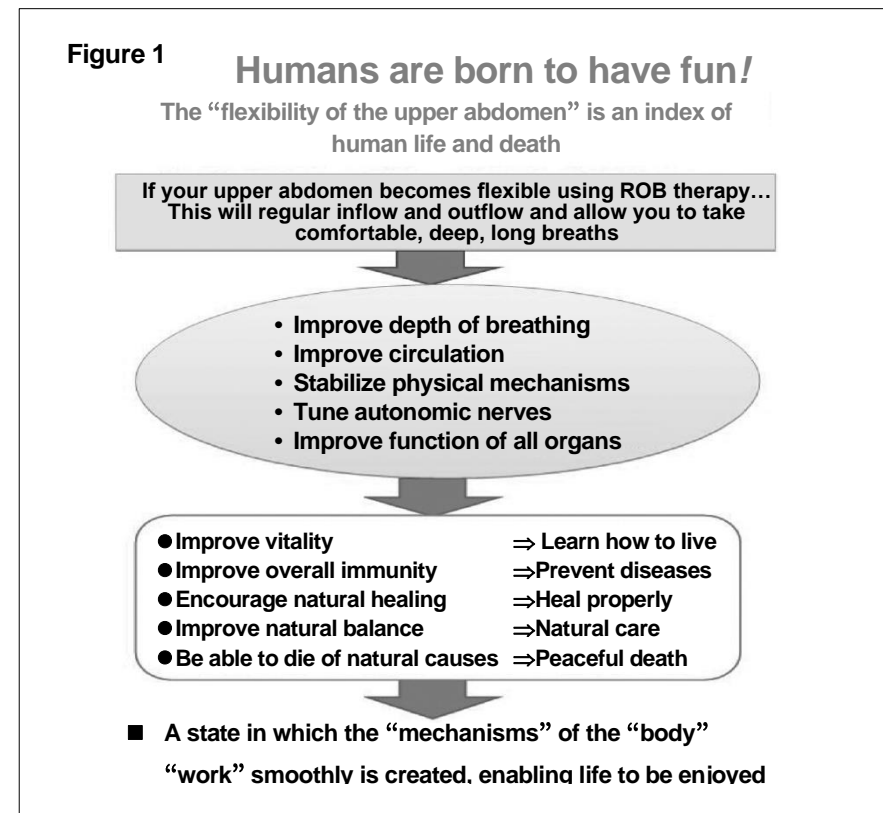 Figure 1
Humans are born to have fun!
The “flexibility of the upper abdomen” is an index of
human life and death
If your upper abdomen becomes flexible using ROB therapy…
This will regular inflow and outflow and allow you to take
comfortable, deep, long breaths
• Improve depth of breathing
• Improve circulation
• Stabilize physical mechanisms
• Tune autonomic nerves
• Improve function of all organs
●Improve vitality ⇒ Learn how to live
●Improve overall immunity ⇒Prevent diseases
●Encourage natural healing ⇒Heal properly
●Improve natural balance ⇒Natural care
●Be able to die of natural causes ⇒Peaceful death
■ A state in which the “mechanisms” of the “body”
“work” smoothly is created, enabling life to be enjoyed